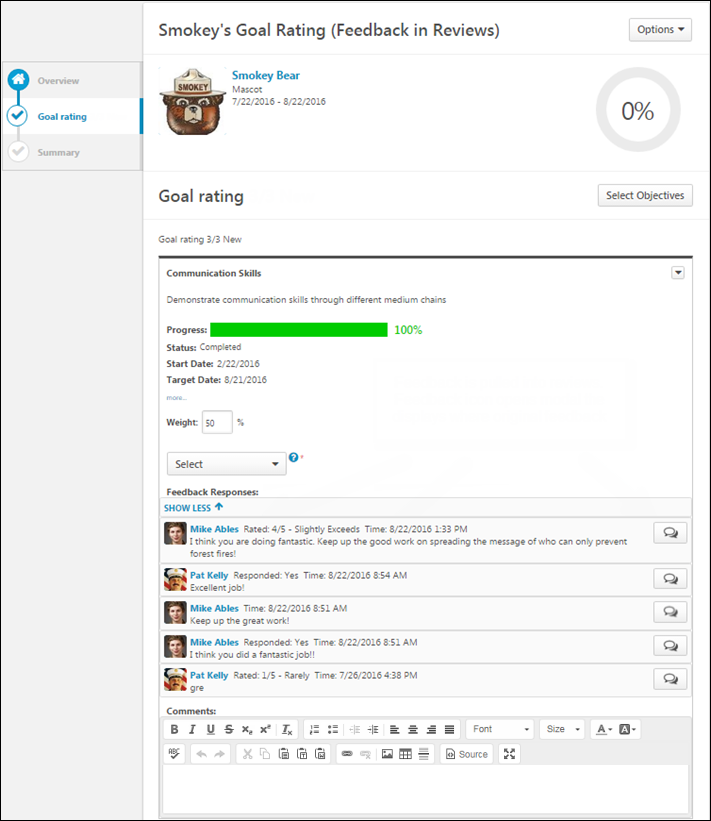 Smokey's Goal Rating (Feedback in Reviews)
Options
Overview
Goal rating
Summary
SMOKEY
Smokey Bear
Mascot
7/22/2016 - 8/22/2016
0%
Goal rating
Select Objectives
Goal rating 3/3 New
Communication Skills
Demonstrate communication skills through different medium chains
Progress: 100%
Status: Completed
Start Date: 2/22/2016
Target Date: 8/21/2016
more...
Weight: 50 %
Select ? *
Feedback Responses:
SHOW LESS
Mike Ables Rated: 4/5 - Slightly Exceeds Time: 8/22/2016 1:33 PM
I think you are doing fantastic. Keep up the good work on spreading the message of who can only prevent
forest fires!
Pat Kelly Responded: Yes Time: 8/22/2016 8:54 AM
Excellent job!
Mike Ables Time: 8/22/2016 8:51 AM
Keep up the great work!
Mike Ables Responded: Yes Time: 8/22/2016 8:51 AM
I think you did a fantastic job!!
Pat Kelly Rated: 1/5 - Rarely Time: 7/26/2016 4:38 PM
gre
Comments:
B I U S x₂ x² Tx Font Size A A
ABC Source